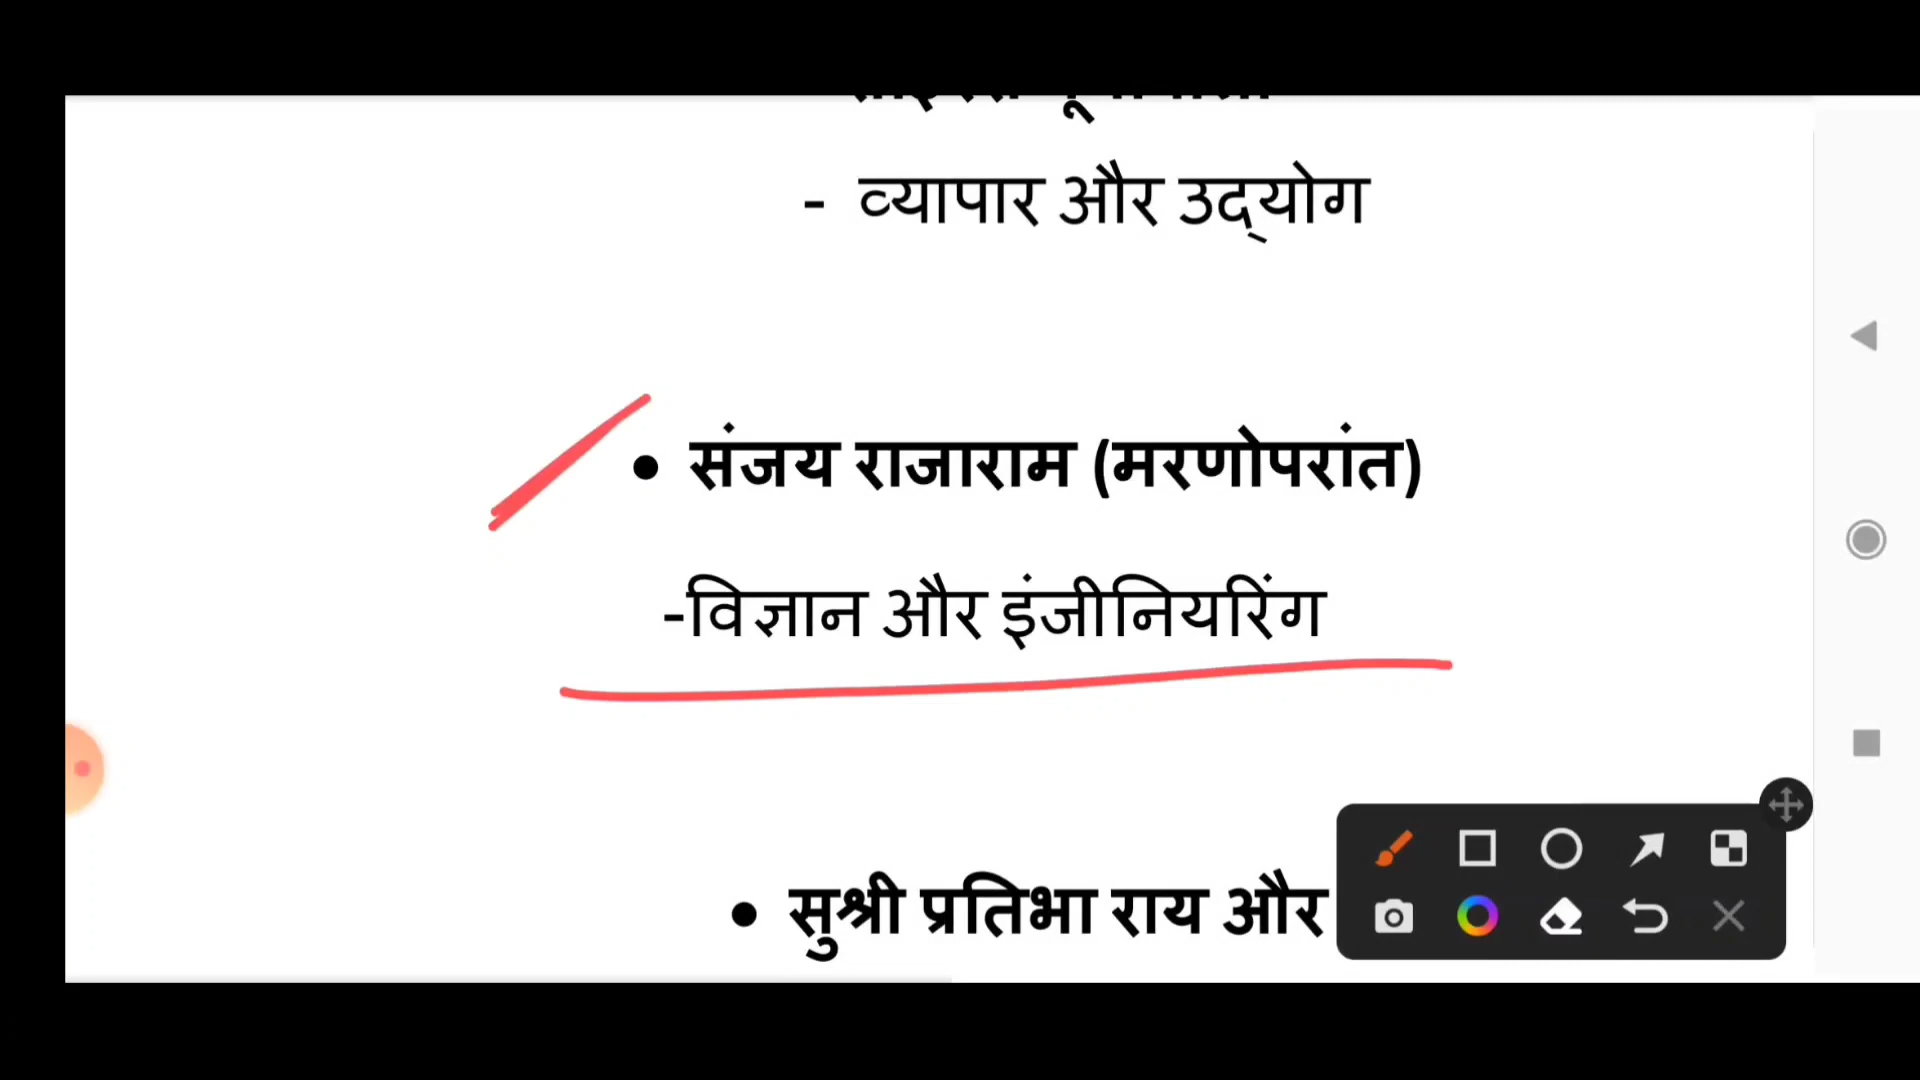 - व्यापार और उद्योग
• संजय राजाराम (मरणोपरांत)
-विज्ञान और इंजीनियरिंग
• सुश्री प्रतिभा राय और